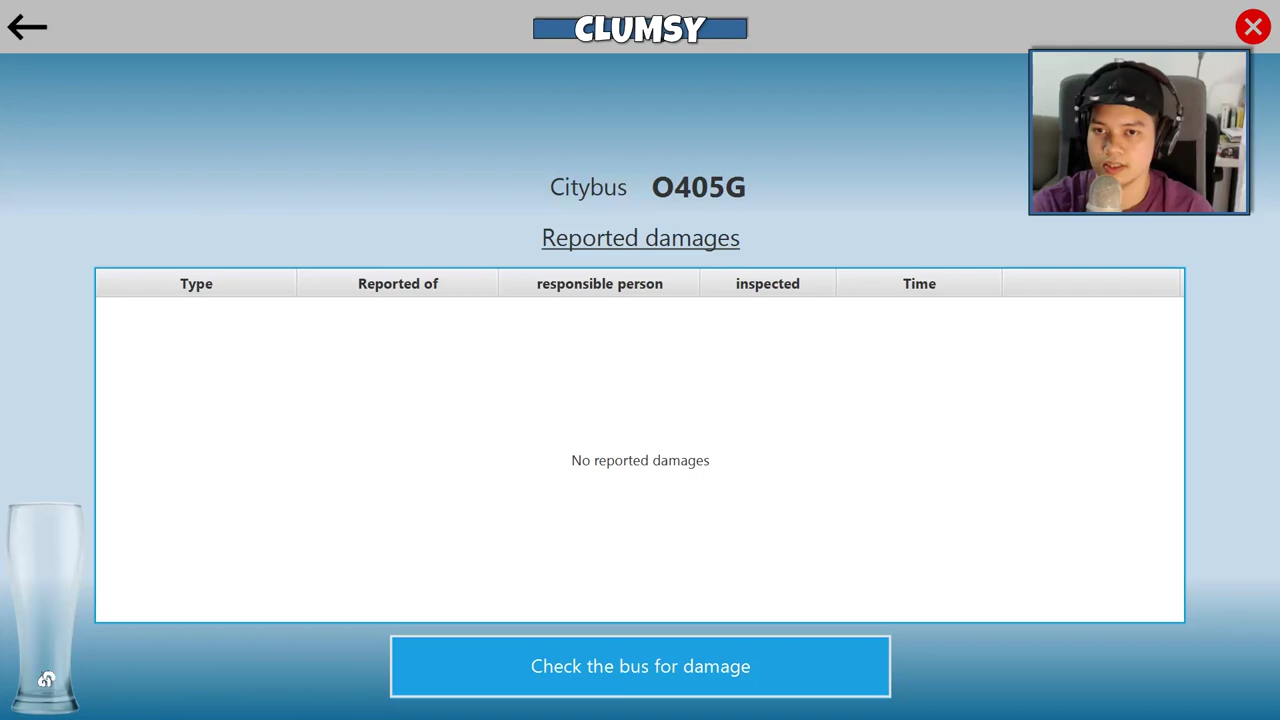 CLUMSY
Citybus O405G
Reported damages
Type Reported of responsible person inspected Time
No reported damages
Check the bus for damage